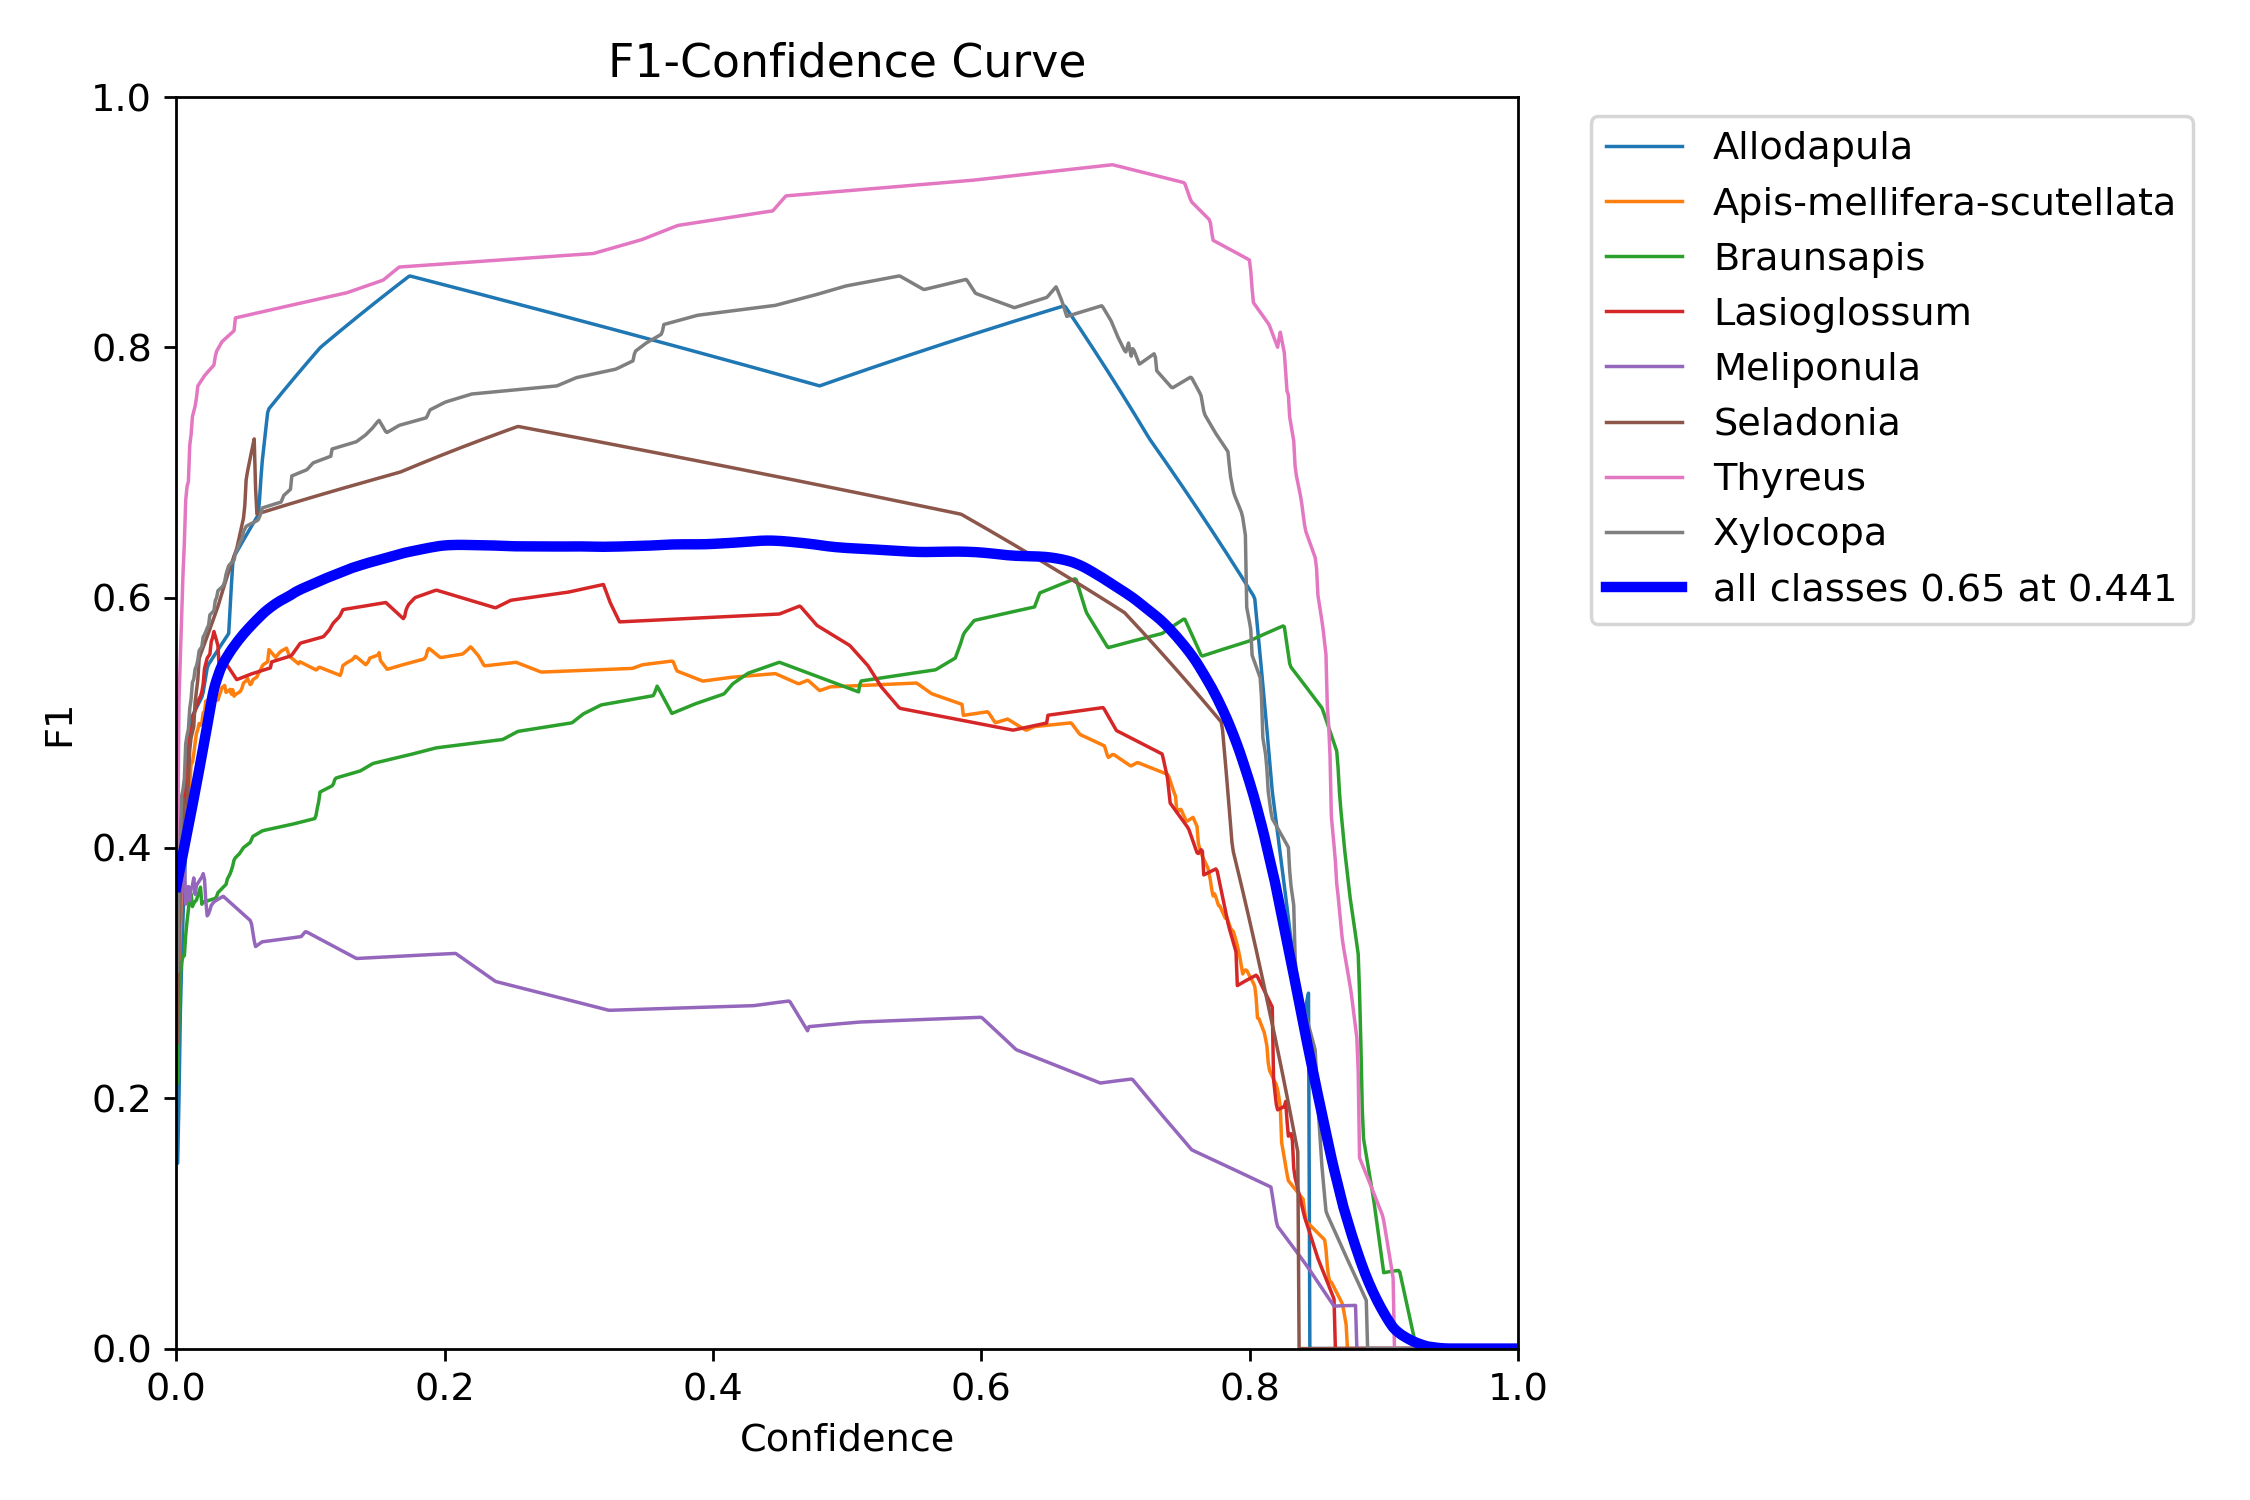 F1-Confidence Curve
1.0
0.8
0.6
0.4
0.2
0.0
F1
0.0 0.2 0.4 0.6 0.8 1.0
Confidence
Allodapula
Apis-mellifera-scutellata
Braunsapis
Lasioglossum
Meliponula
Seladonia
Thyreus
Xylocopa
all classes 0.65 at 0.441